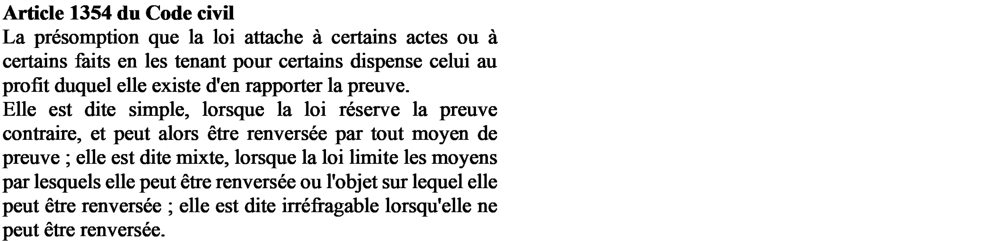 Article 1354 du Code civil
La présomption que la loi attache à certains actes ou à
certains faits en les tenant pour certains dispense celui au
profit duquel elle existe d'en rapporter la preuve.
Elle est dite simple, lorsque la loi réserve la preuve
contraire, et peut alors être renversée par tout moyen de
preuve ; elle est dite mixte, lorsque la loi limite les moyens
par lesquels elle peut être renversée ou l'objet sur lequel elle
peut être renversée ; elle est dite irréfragable lorsqu'elle ne
peut être renversée.